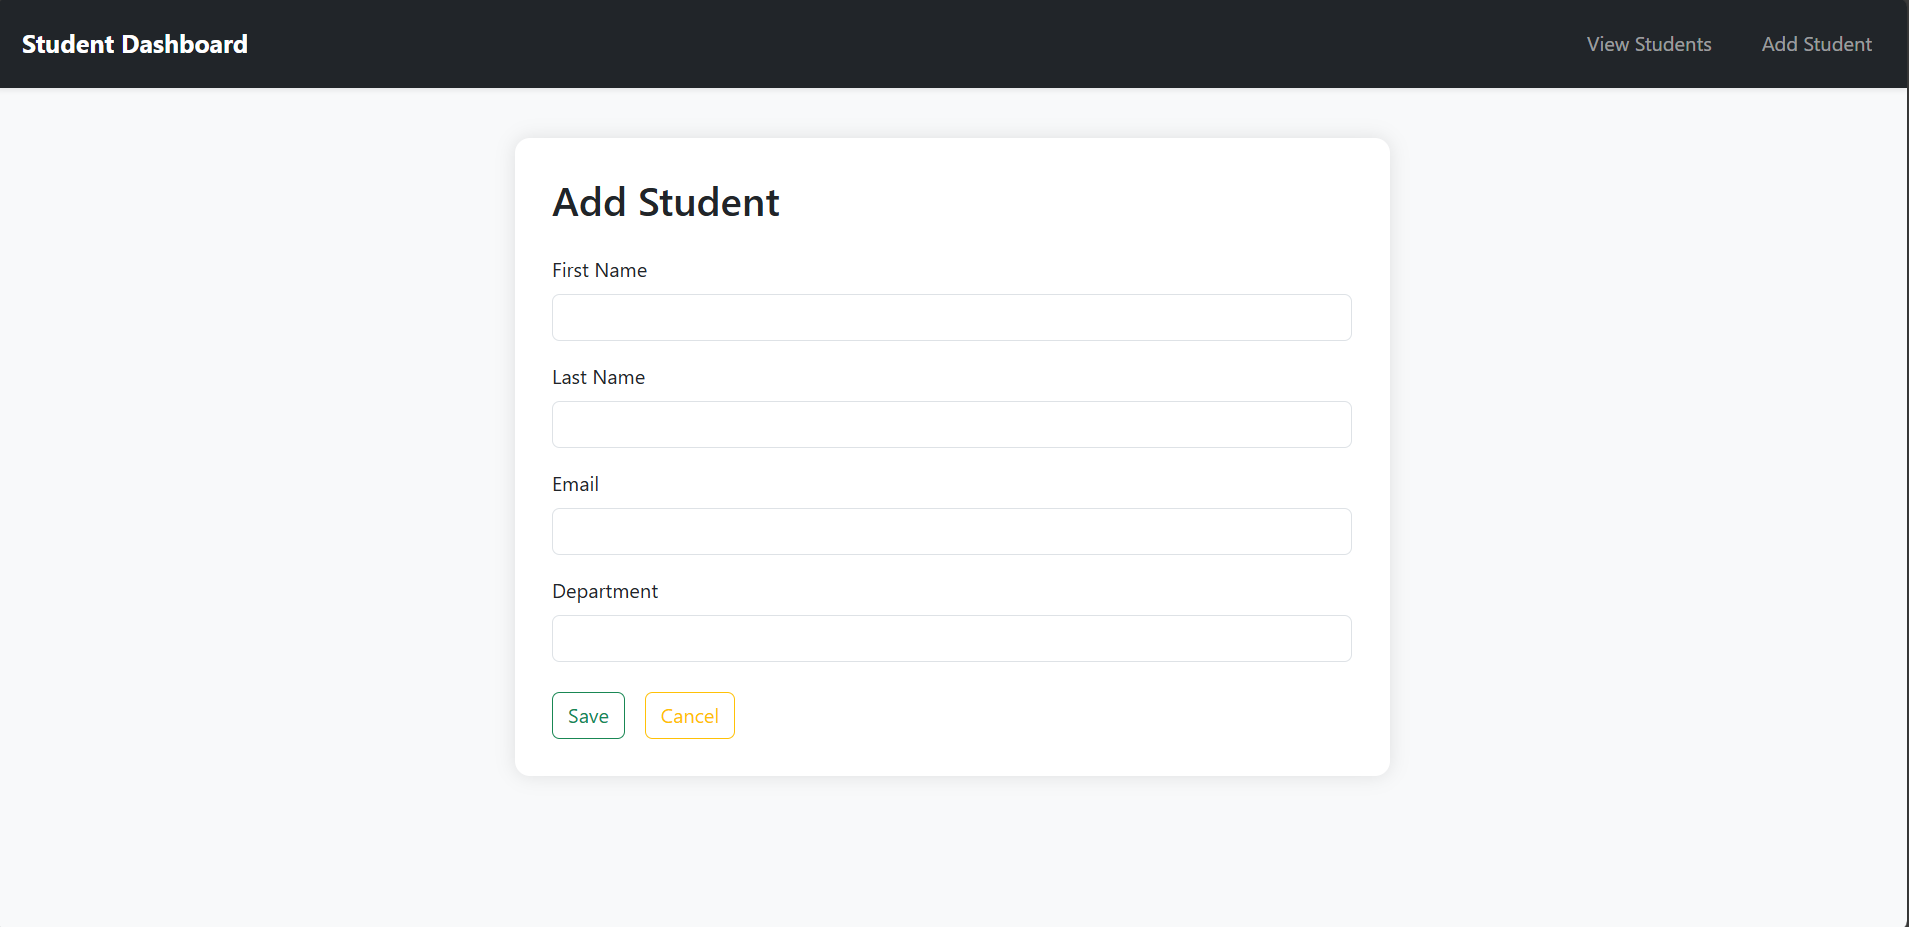 Student Dashboard
View Students
Add Student
Add Student
First Name
Last Name
Email
Department
Save
Cancel